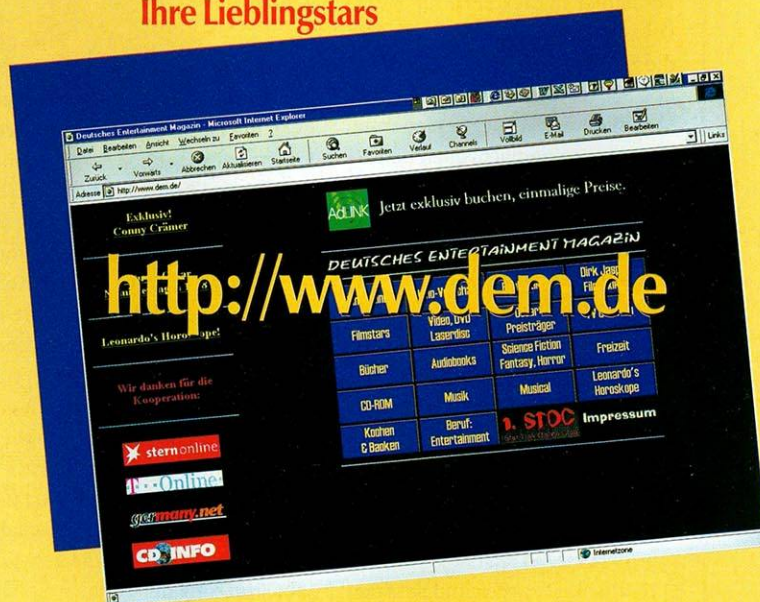 Ihre Lieblingstars
Deutsches Entertainment Magazin - Microsoft Internet Explorer
Datei Bearbeiten Ansicht Wechseln zu Favoriten ?
Zurück Vorwärts Abbrechen Aktualisieren Startseite Suchen Favoriten Verlauf Channels Vollbild E-Mail Drucken Bearbeiten
Adresse http://www.dem.de/ Links
Exklusiv!
Conny Crämer
Leonardo's
Wir danken für die
Kooperation:
stern online
T··Online·
germany.net
CD INFO
ADLINK Jetzt exklusiv buchen, einmalige Preise.
DEUTSCHES ENTERTAINMENT MAGAZIN
http://www.dem.de
Dirk
Filmstars
Video, DVD
Laserdisc
Preisträger
Bücher
Audiobooks
Science Fiction
Fantasy, Horror
Freizeit
CD-ROM
Musik
Musical
Leonardo's
Horoskope
Kochen
& Backen
Beruf:
Entertainment
1. STOC
Impressum
Internetzone